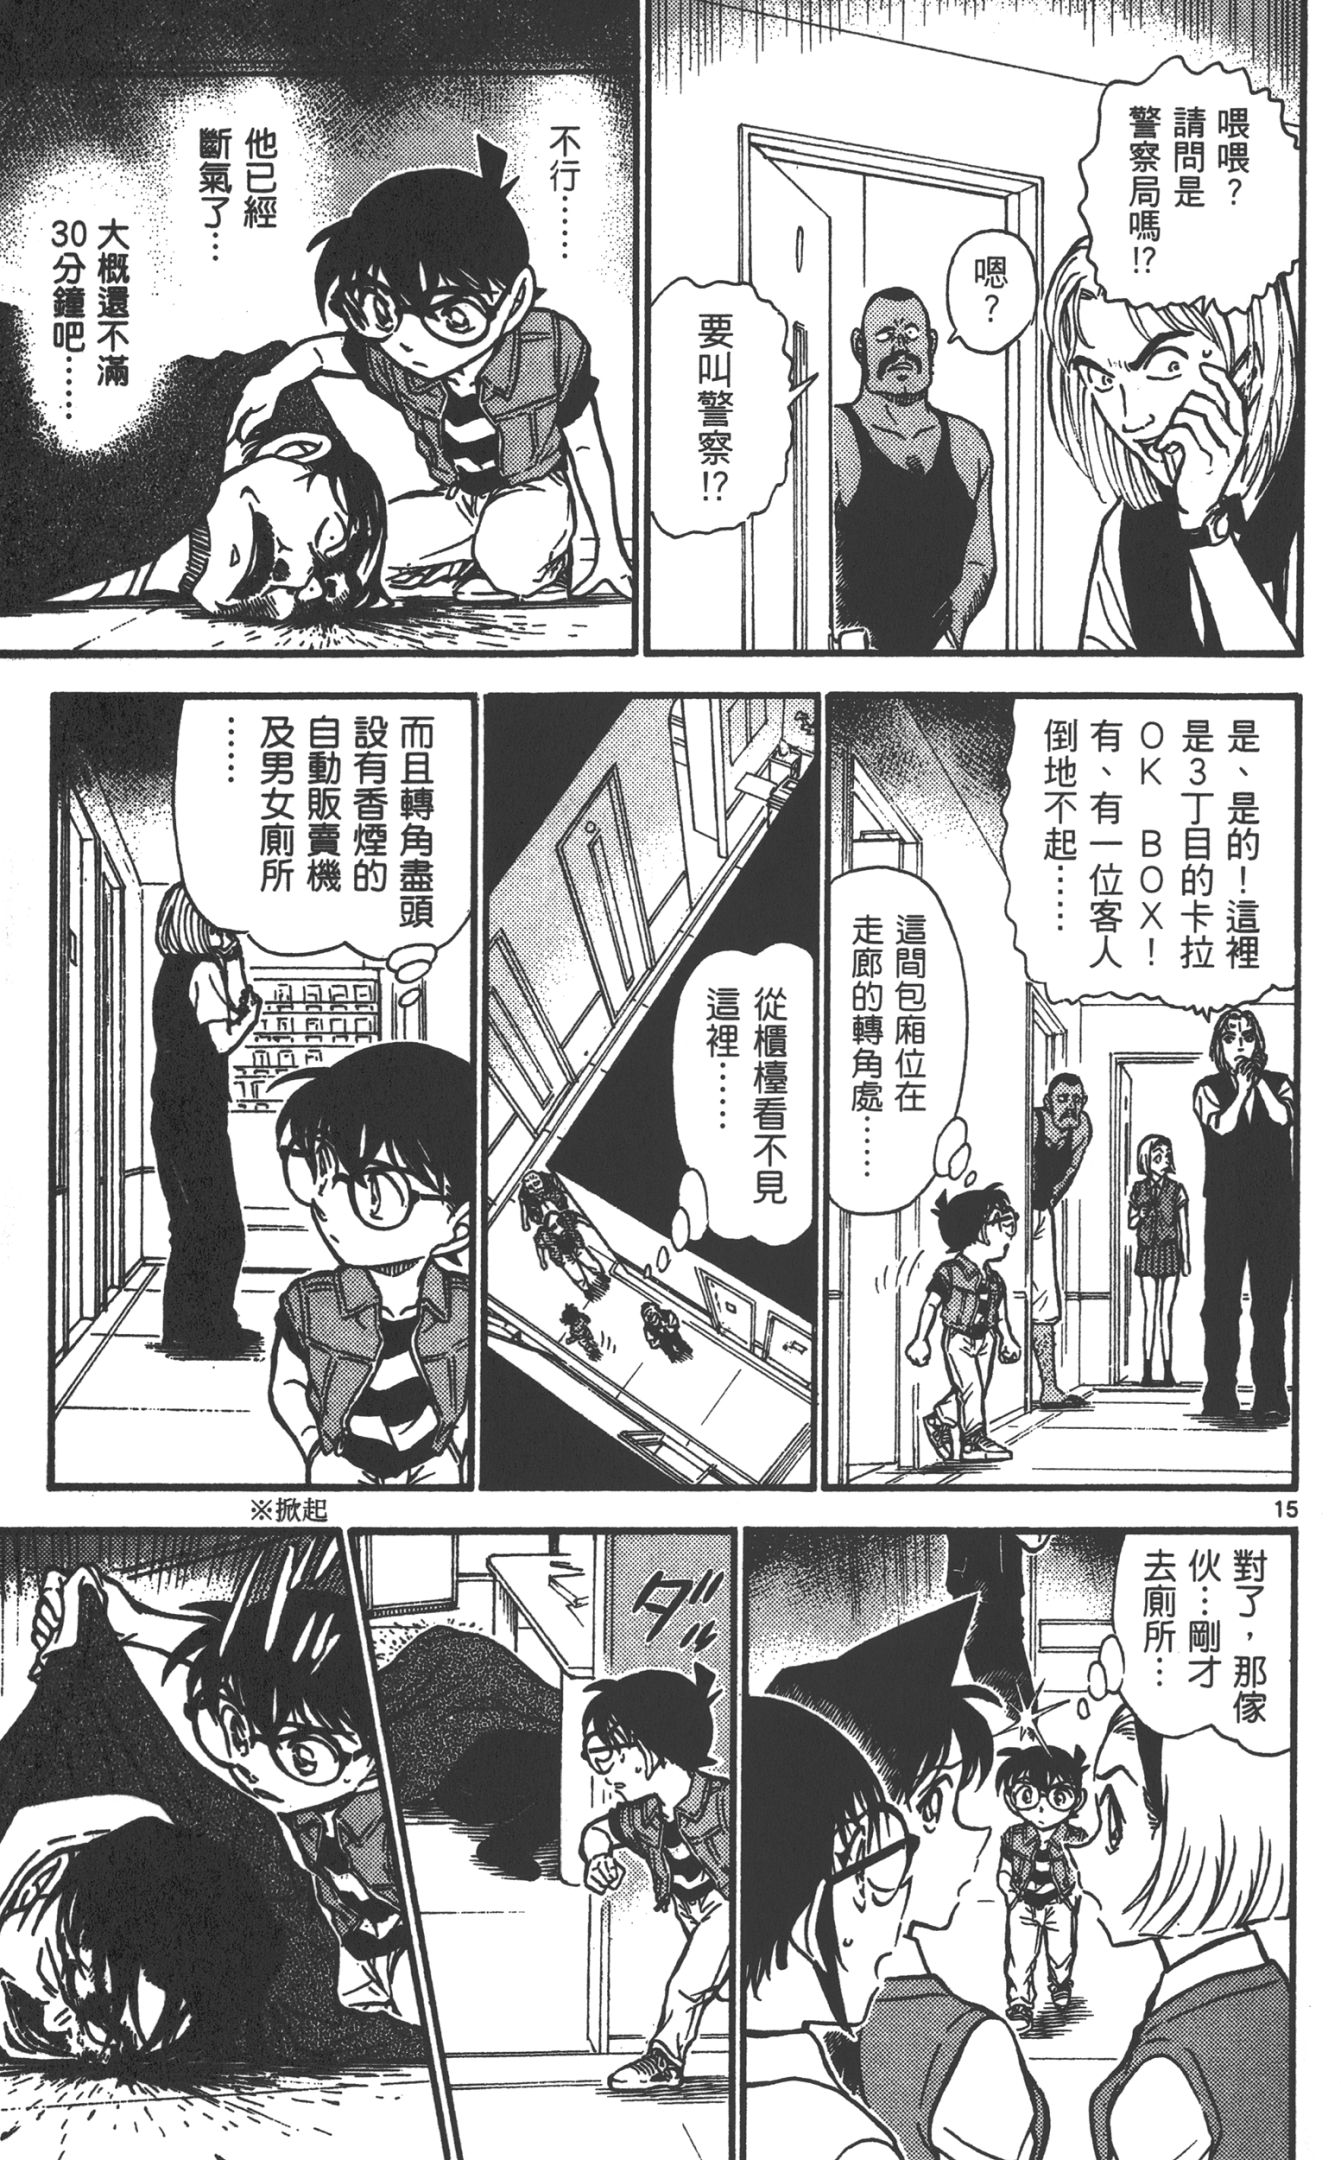 喂喂?
請問是
警察局嗎!?
嗯?
要叫警察!?
不行……
他已經
斷氣了…
大概還不滿
30分鐘吧……
是、是的!這裡
是3丁目的卡拉
OK BOX!
有、有一位客人
倒地不起……
這間包廂位在
走廊的轉角處……
從櫃檯看不見
這裡……
而且轉角盡頭
設有香煙的
自動販賣機
及男女廁所
……
15
對了,那傢
伙…剛才
去廁所…
ダッ
※掀起